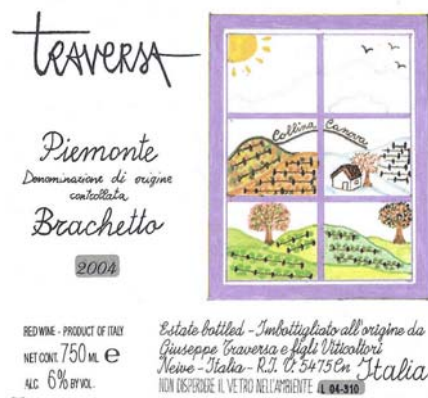 Traversa
Piemonte
Denominazione di origine
controllata
Brachetto
2004
Collina Canova
RED WINE - PRODUCT OF ITALY
NET CONT. 750 ML e
ALC. 6% BY VOL.
Estate bottled - Imbottigliato all'origine da
Giuseppe Traversa e figli Viticoltori
Neive - Italia - R.I. V. 5475 Cn Italia
NON DISPERDERE IL VETRO NELL'AMBIENTE L 04-310